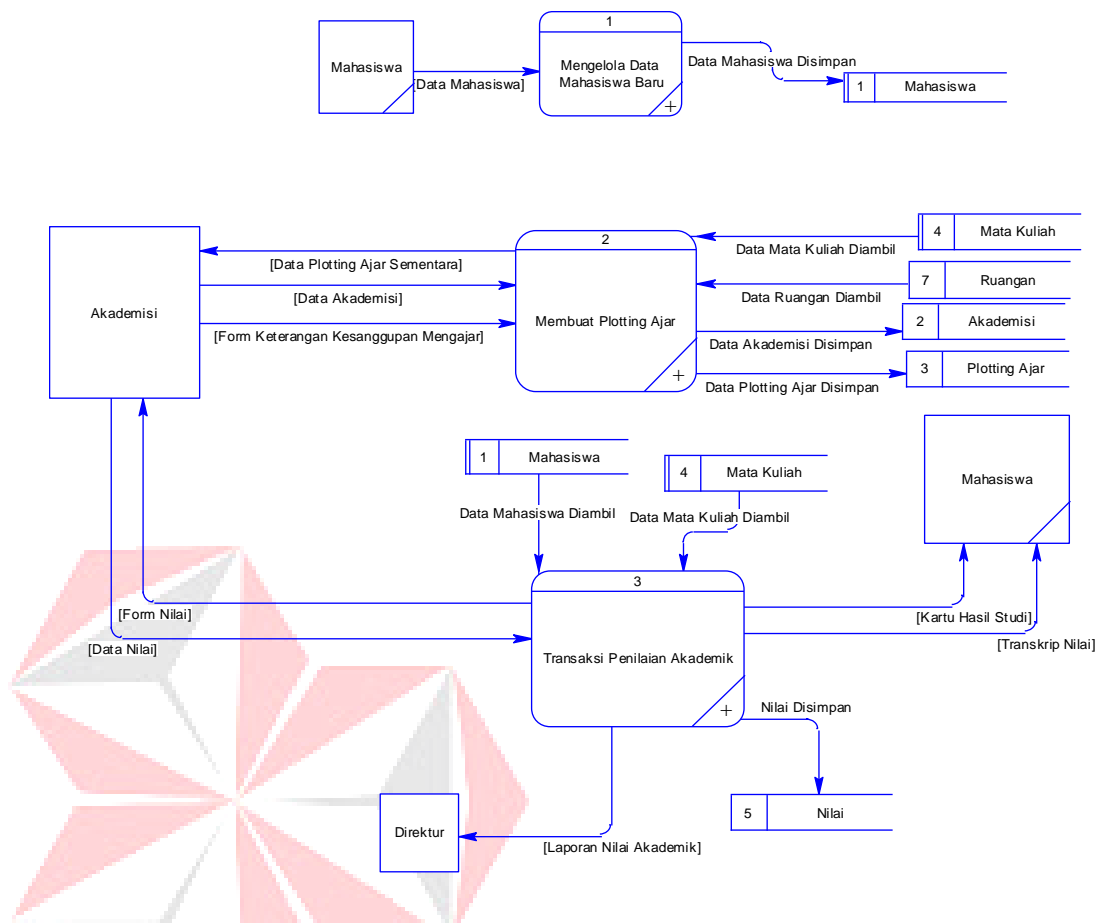 1
Mahasiswa
[Data Mahasiswa]
Mengelola Data
Mahasiswa Baru
+
Data Mahasiswa Disimpan
1 Mahasiswa
Akademisi
[Data Plotting Ajar Sementara]
[Data Akademisi]
[Form Keterangan Kesanggupan Mengajar]
2
Membuat Plotting Ajar
+
4 Mata Kuliah
Data Mata Kuliah Diambil
7 Ruangan
Data Ruangan Diambil
2 Akademisi
Data Akademisi Disimpan
3 Plotting Ajar
Data Plotting Ajar Disimpan
1 Mahasiswa
Data Mahasiswa Diambil
4 Mata Kuliah
Data Mata Kuliah Diambil
Mahasiswa
[Form Nilai]
[Data Nilai]
3
Transaksi Penilaian Akademik
+
[Kartu Hasil Studi]
[Transkrip Nilai]
Nilai Disimpan
5 Nilai
Direktur
[Laporan Nilai Akademik]